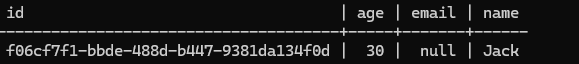 id | age | email | name
--------------------------------------+-----+-------+------
f06cf7f1-bbde-488d-b447-9381da134f0d | 30 | null | Jack